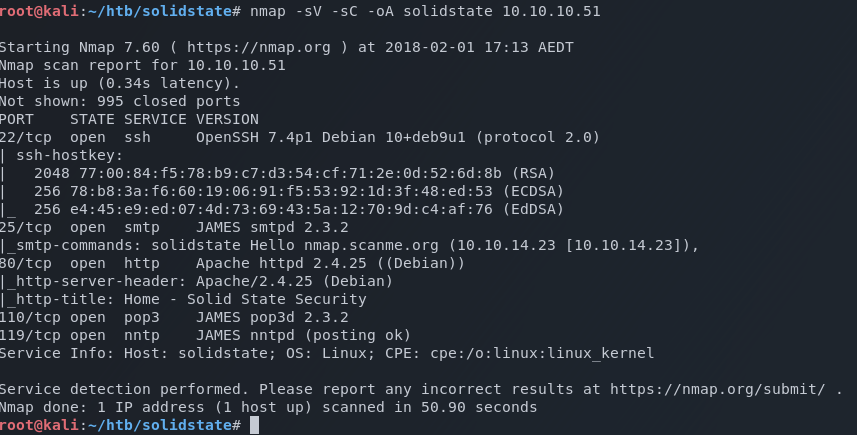 root@kali:~/htb/solidstate# nmap -sV -sC -oA solidstate 10.10.10.51
Starting Nmap 7.60 ( https://nmap.org ) at 2018-02-01 17:13 AEDT
Nmap scan report for 10.10.10.51
Host is up (0.34s latency).
Not shown: 995 closed ports
PORT    STATE SERVICE VERSION
22/tcp  open  ssh     OpenSSH 7.4p1 Debian 10+deb9u1 (protocol 2.0)
| ssh-hostkey:
|   2048 77:00:84:f5:78:b9:c7:d3:54:cf:71:2e:0d:52:6d:8b (RSA)
|   256 78:b8:3a:f6:60:19:06:91:f5:53:92:1d:3f:48:ed:53 (ECDSA)
|_  256 e4:45:e9:ed:07:4d:73:69:43:5a:12:70:9d:c4:af:76 (EdDSA)
25/tcp  open  smtp    JAMES smtpd 2.3.2
|_smtp-commands: solidstate Hello nmap.scanme.org (10.10.14.23 [10.10.14.23]),
80/tcp  open  http    Apache httpd 2.4.25 ((Debian))
|_http-server-header: Apache/2.4.25 (Debian)
|_http-title: Home - Solid State Security
110/tcp open  pop3    JAMES pop3d 2.3.2
119/tcp open  nntp    JAMES nntpd (posting ok)
Service Info: Host: solidstate; OS: Linux; CPE: cpe:/o:linux:linux_kernel
Service detection performed. Please report any incorrect results at https://nmap.org/submit/ .
Nmap done: 1 IP address (1 host up) scanned in 50.90 seconds
root@kali:~/htb/solidstate#